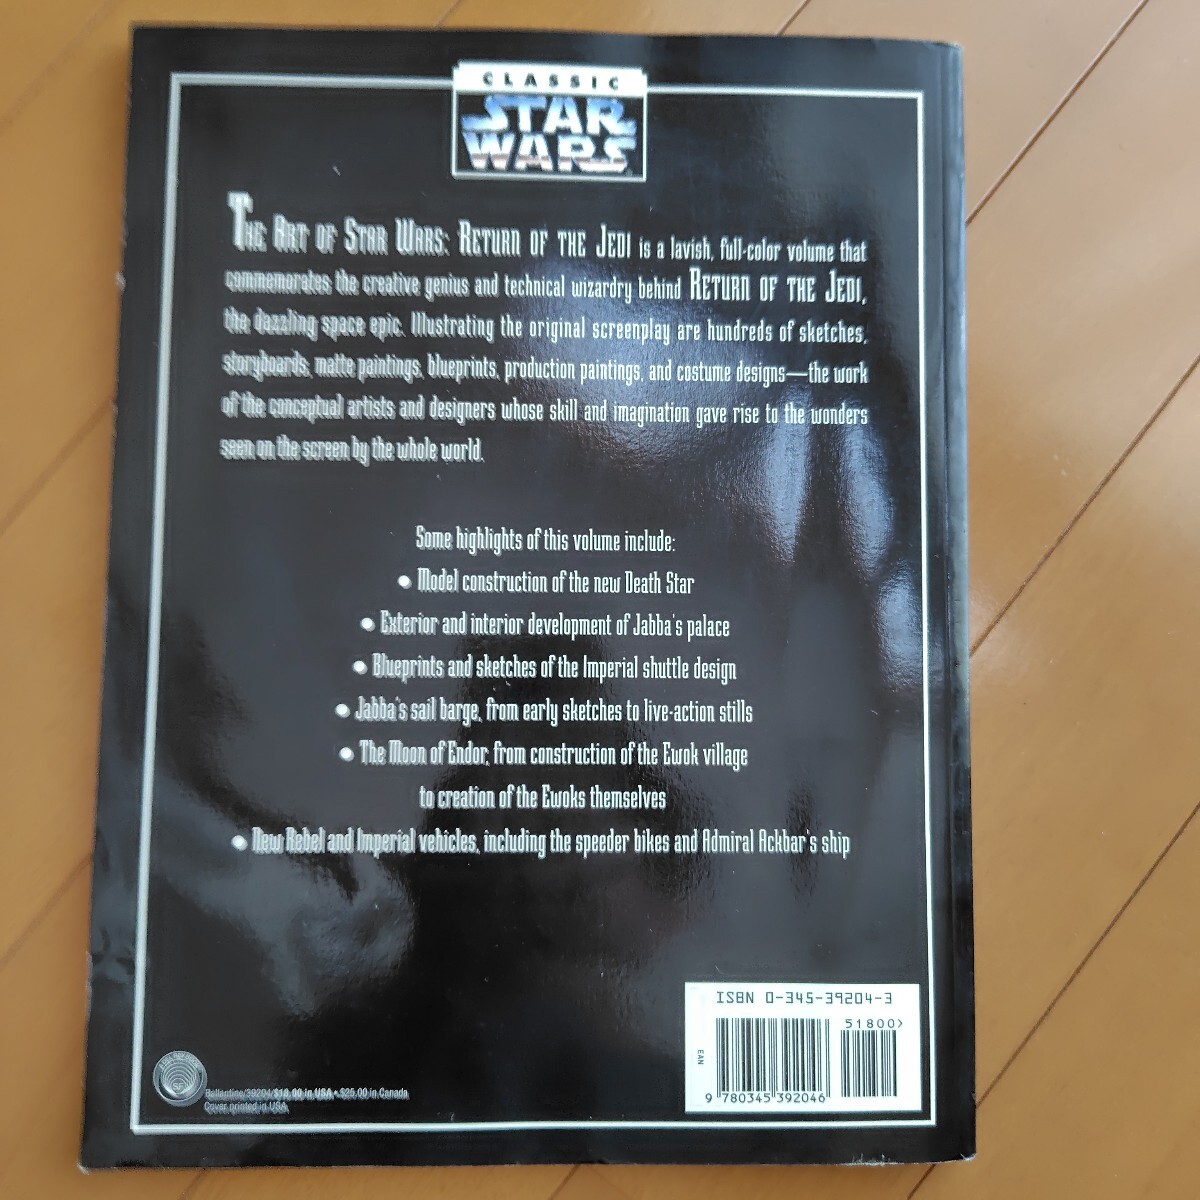 CLASSIC
STAR
WARS
THE ART OF STAR WARS: RETURN OF THE JEDI is a lavish, full-color volume that
commemorates the creative genius and technical wizardry behind RETURN OF THE JEDI,
the dazzling space epic. Illustrating the original screenplay are hundreds of sketches,
storyboards, matte paintings, blueprints, production paintings, and costume designs—the work
of the conceptual artists and designers whose skill and imagination gave rise to the wonders
seen on the screen by the whole world.
Some highlights of this volume include:
● Model construction of the new Death Star
● Exterior and interior development of Jabba's palace
● Blueprints and sketches of the Imperial shuttle design
● Jabba's sail barge, from early sketches to live-action stills
● The Moon of Endor, from construction of the Ewok village
to creation of the Ewoks themselves
● New Rebel and Imperial vehicles, including the speeder bikes and Admiral Ackbar's ship
ISBN 0-345-39204-3
51800>
EAN
9 780345 392046
SF
Ballantine/39204/$18.00 in USA • $25.00 in Canada
Cover printed in USA